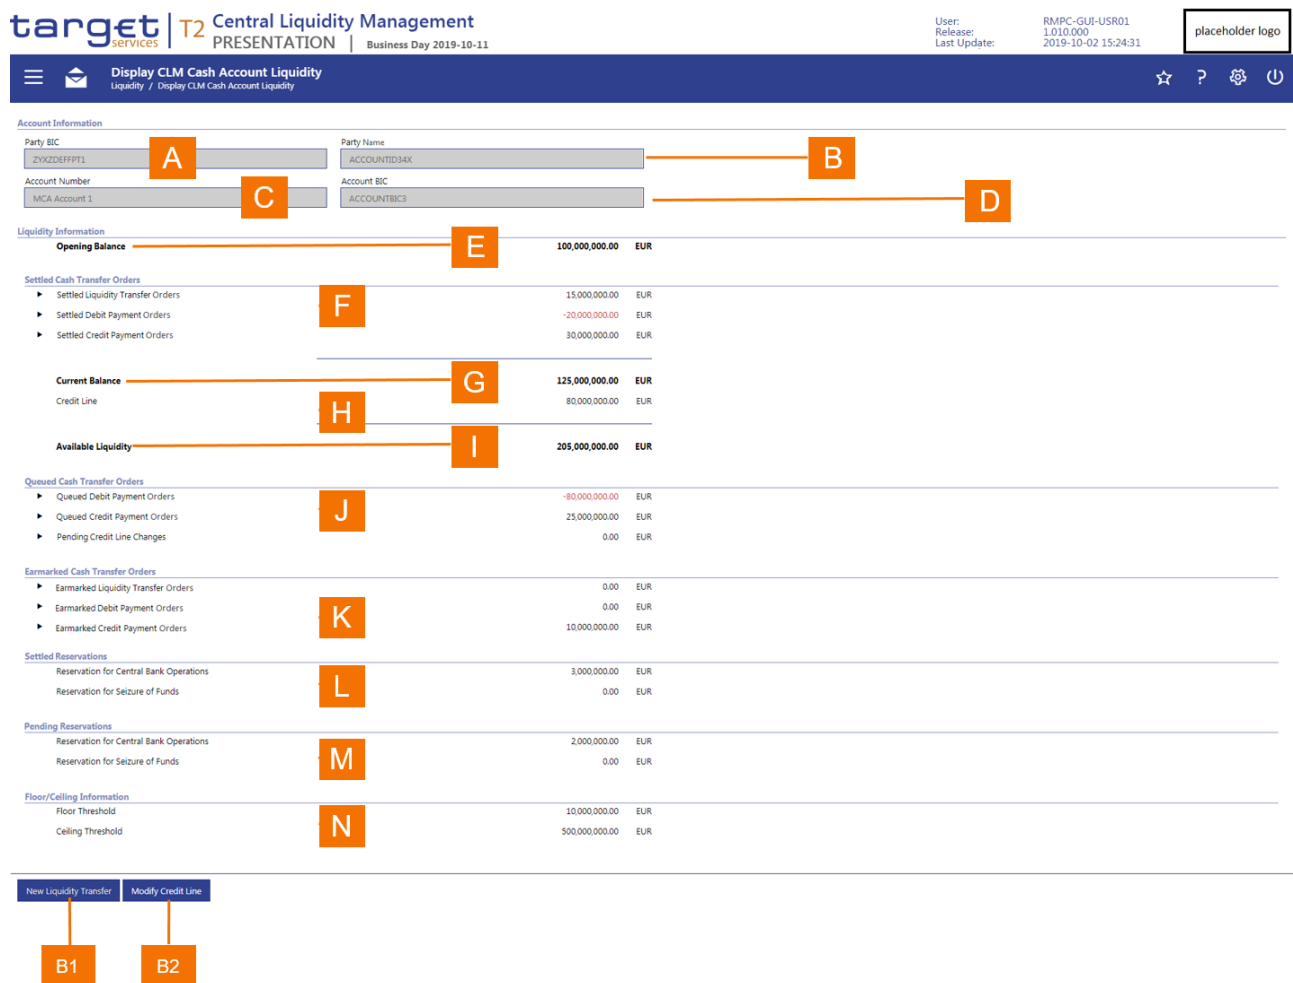 target services T2 Central Liquidity Management
PRESENTATION | Business Day 2019-10-11
User: RMPC-GUI-USR01
Release: 1.010.000
Last Update: 2019-10-02 15:24:31
placeholder logo
Display CLM Cash Account Liquidity
Liquidity / Display CLM Cash Account Liquidity
?
Account Information
Party BIC Party Name
ZYXZDEFFPT1 A ACCOUNTID34X B
Account Number Account BIC
MCA Account 1 C ACCOUNTBIC3 D
Liquidity Information
Opening Balance E 100,000,000.00 EUR
Settled Cash Transfer Orders
Settled Liquidity Transfer Orders 15,000,000.00 EUR
F
Settled Debit Payment Orders -20,000,000.00 EUR
Settled Credit Payment Orders 30,000,000.00 EUR
Current Balance G 125,000,000.00 EUR
Credit Line 80,000,000.00 EUR
H
Available Liquidity I 205,000,000.00 EUR
Queued Cash Transfer Orders
Queued Debit Payment Orders -80,000,000.00 EUR
J
Queued Credit Payment Orders 25,000,000.00 EUR
Pending Credit Line Changes 0.00 EUR
Earmarked Cash Transfer Orders
Earmarked Liquidity Transfer Orders 0.00 EUR
Earmarked Debit Payment Orders 0.00 EUR
K
Earmarked Credit Payment Orders 10,000,000.00 EUR
Settled Reservations
Reservation for Central Bank Operations 3,000,000.00 EUR
L
Reservation for Seizure of Funds 0.00 EUR
Pending Reservations
Reservation for Central Bank Operations 2,000,000.00 EUR
M
Reservation for Seizure of Funds 0.00 EUR
Floor/Ceiling Information
Floor Threshold 10,000,000.00 EUR
N
Ceiling Threshold 500,000,000.00 EUR
New Liquidity Transfer Modify Credit Line
B1 B2